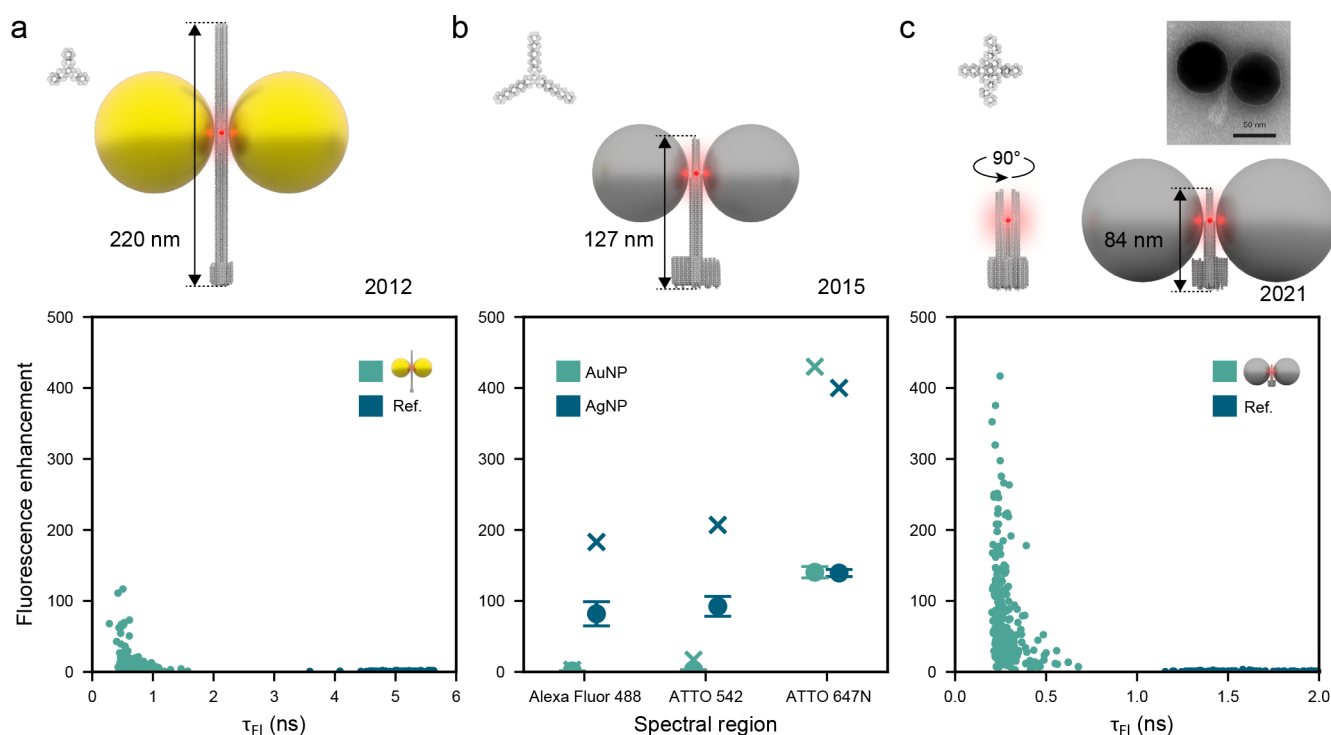 a
220 nm
2012
b
127 nm
2015
c
50 nm
90°
84 nm
2021
Fluorescence enhancement
500
400
300
200
100
0
Ref.
0 1 2 3 4 5 6
τFl (ns)
500
400
300
200
100
0
AuNP
AgNP
Alexa Fluor 488 ATTO 542 ATTO 647N
Spectral region
500
400
300
200
100
0
Ref.
0.0 0.5 1.0 1.5 2.0
τFl (ns)